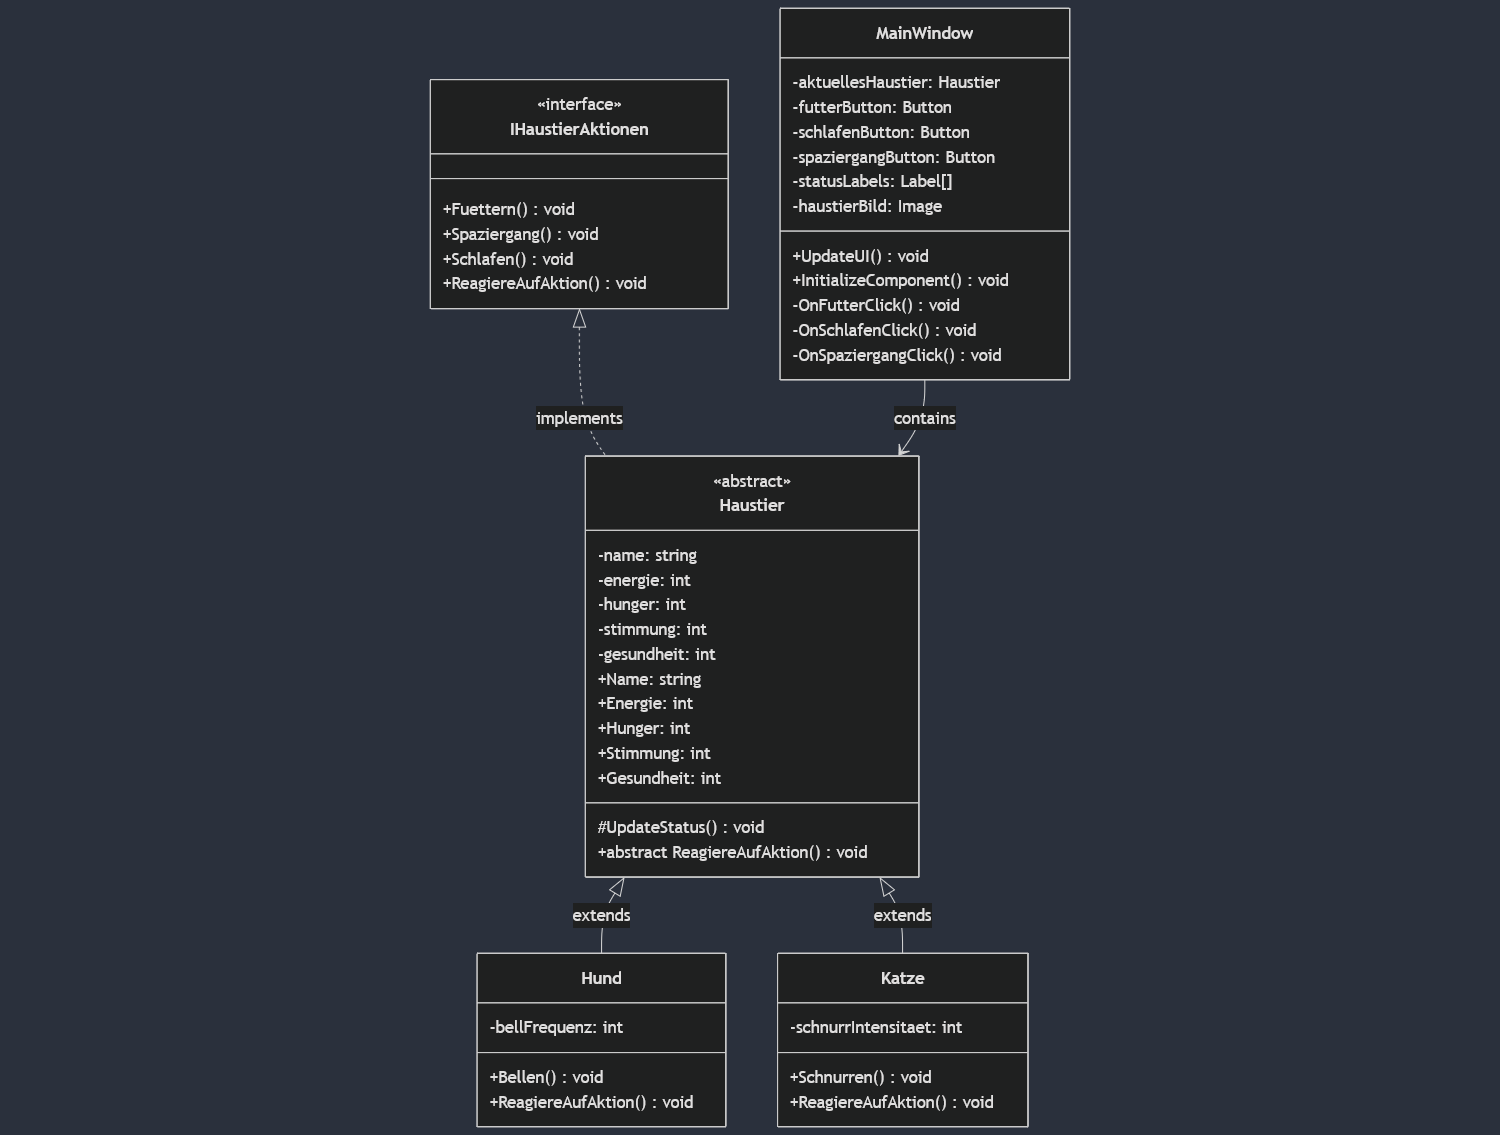 «interface»
IHaustierAktionen
+Fuettern() : void
+Spaziergang() : void
+Schlafen() : void
+ReagiereAufAktion() : void
MainWindow
-aktuellesHaustier: Haustier
-futterButton: Button
-schlafenButton: Button
-spaziergangButton: Button
-statusLabels: Label[]
-haustierBild: Image
+UpdateUI() : void
+InitializeComponent() : void
-OnFutterClick() : void
-OnSchlafenClick() : void
-OnSpaziergangClick() : void
implements
contains
«abstract»
Haustier
-name: string
-energie: int
-hunger: int
-stimmung: int
-gesundheit: int
+Name: string
+Energie: int
+Hunger: int
+Stimmung: int
+Gesundheit: int
#UpdateStatus() : void
+abstract ReagiereAufAktion() : void
extends
extends
Hund
-bellFrequenz: int
+Bellen() : void
+ReagiereAufAktion() : void
Katze
-schnurrIntensitaet: int
+Schnurren() : void
+ReagiereAufAktion() : void